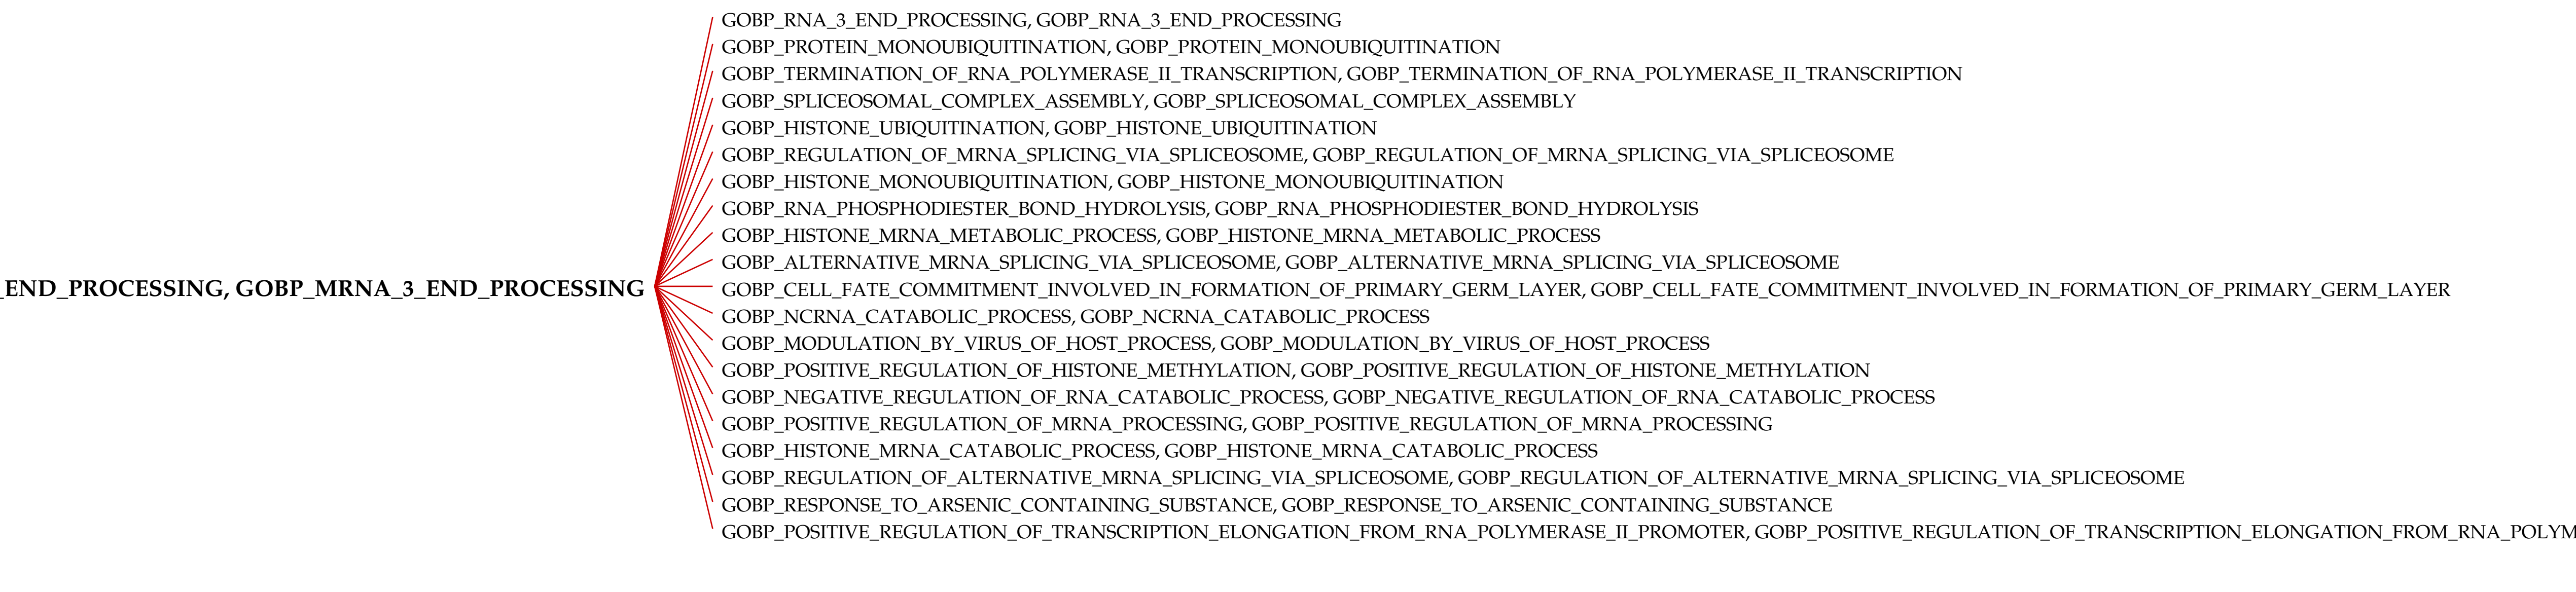 GOBP_RNA_3_END_PROCESSING, GOBP_RNA_3_END_PROCESSING
GOBP_PROTEIN_MONOUBIQUITINATION, GOBP_PROTEIN_MONOUBIQUITINATION
GOBP_TERMINATION_OF_RNA_POLYMERASE_II_TRANSCRIPTION, GOBP_TERMINATION_OF_RNA_POLYMERASE_II_TRANSCRIPTION
GOBP_SPLICEOSOMAL_COMPLEX_ASSEMBLY, GOBP_SPLICEOSOMAL_COMPLEX_ASSEMBLY
GOBP_HISTONE_UBIQUITINATION, GOBP_HISTONE_UBIQUITINATION
GOBP_REGULATION_OF_MRNA_SPLICING_VIA_SPLICEOSOME, GOBP_REGULATION_OF_MRNA_SPLICING_VIA_SPLICEOSOME
GOBP_HISTONE_MONOUBIQUITINATION, GOBP_HISTONE_MONOUBIQUITINATION
GOBP_RNA_PHOSPHODIESTER_BOND_HYDROLYSIS, GOBP_RNA_PHOSPHODIESTER_BOND_HYDROLYSIS
GOBP_HISTONE_MRNA_METABOLIC_PROCESS, GOBP_HISTONE_MRNA_METABOLIC_PROCESS
GOBP_ALTERNATIVE_MRNA_SPLICING_VIA_SPLICEOSOME, GOBP_ALTERNATIVE_MRNA_SPLICING_VIA_SPLICEOSOME
_END_PROCESSING, GOBP_MRNA_3_END_PROCESSING
GOBP_CELL_FATE_COMMITMENT_INVOLVED_IN_FORMATION_OF_PRIMARY_GERM_LAYER, GOBP_CELL_FATE_COMMITMENT_INVOLVED_IN_FORMATION_OF_PRIMARY_GERM_LAYER
GOBP_NCRNA_CATABOLIC_PROCESS, GOBP_NCRNA_CATABOLIC_PROCESS
GOBP_MODULATION_BY_VIRUS_OF_HOST_PROCESS, GOBP_MODULATION_BY_VIRUS_OF_HOST_PROCESS
GOBP_POSITIVE_REGULATION_OF_HISTONE_METHYLATION, GOBP_POSITIVE_REGULATION_OF_HISTONE_METHYLATION
GOBP_NEGATIVE_REGULATION_OF_RNA_CATABOLIC_PROCESS, GOBP_NEGATIVE_REGULATION_OF_RNA_CATABOLIC_PROCESS
GOBP_POSITIVE_REGULATION_OF_MRNA_PROCESSING, GOBP_POSITIVE_REGULATION_OF_MRNA_PROCESSING
GOBP_HISTONE_MRNA_CATABOLIC_PROCESS, GOBP_HISTONE_MRNA_CATABOLIC_PROCESS
GOBP_REGULATION_OF_ALTERNATIVE_MRNA_SPLICING_VIA_SPLICEOSOME, GOBP_REGULATION_OF_ALTERNATIVE_MRNA_SPLICING_VIA_SPLICEOSOME
GOBP_RESPONSE_TO_ARSENIC_CONTAINING_SUBSTANCE, GOBP_RESPONSE_TO_ARSENIC_CONTAINING_SUBSTANCE
GOBP_POSITIVE_REGULATION_OF_TRANSCRIPTION_ELONGATION_FROM_RNA_POLYMERASE_II_PROMOTER, GOBP_POSITIVE_REGULATION_OF_TRANSCRIPTION_ELONGATION_FROM_RNA_POLYM